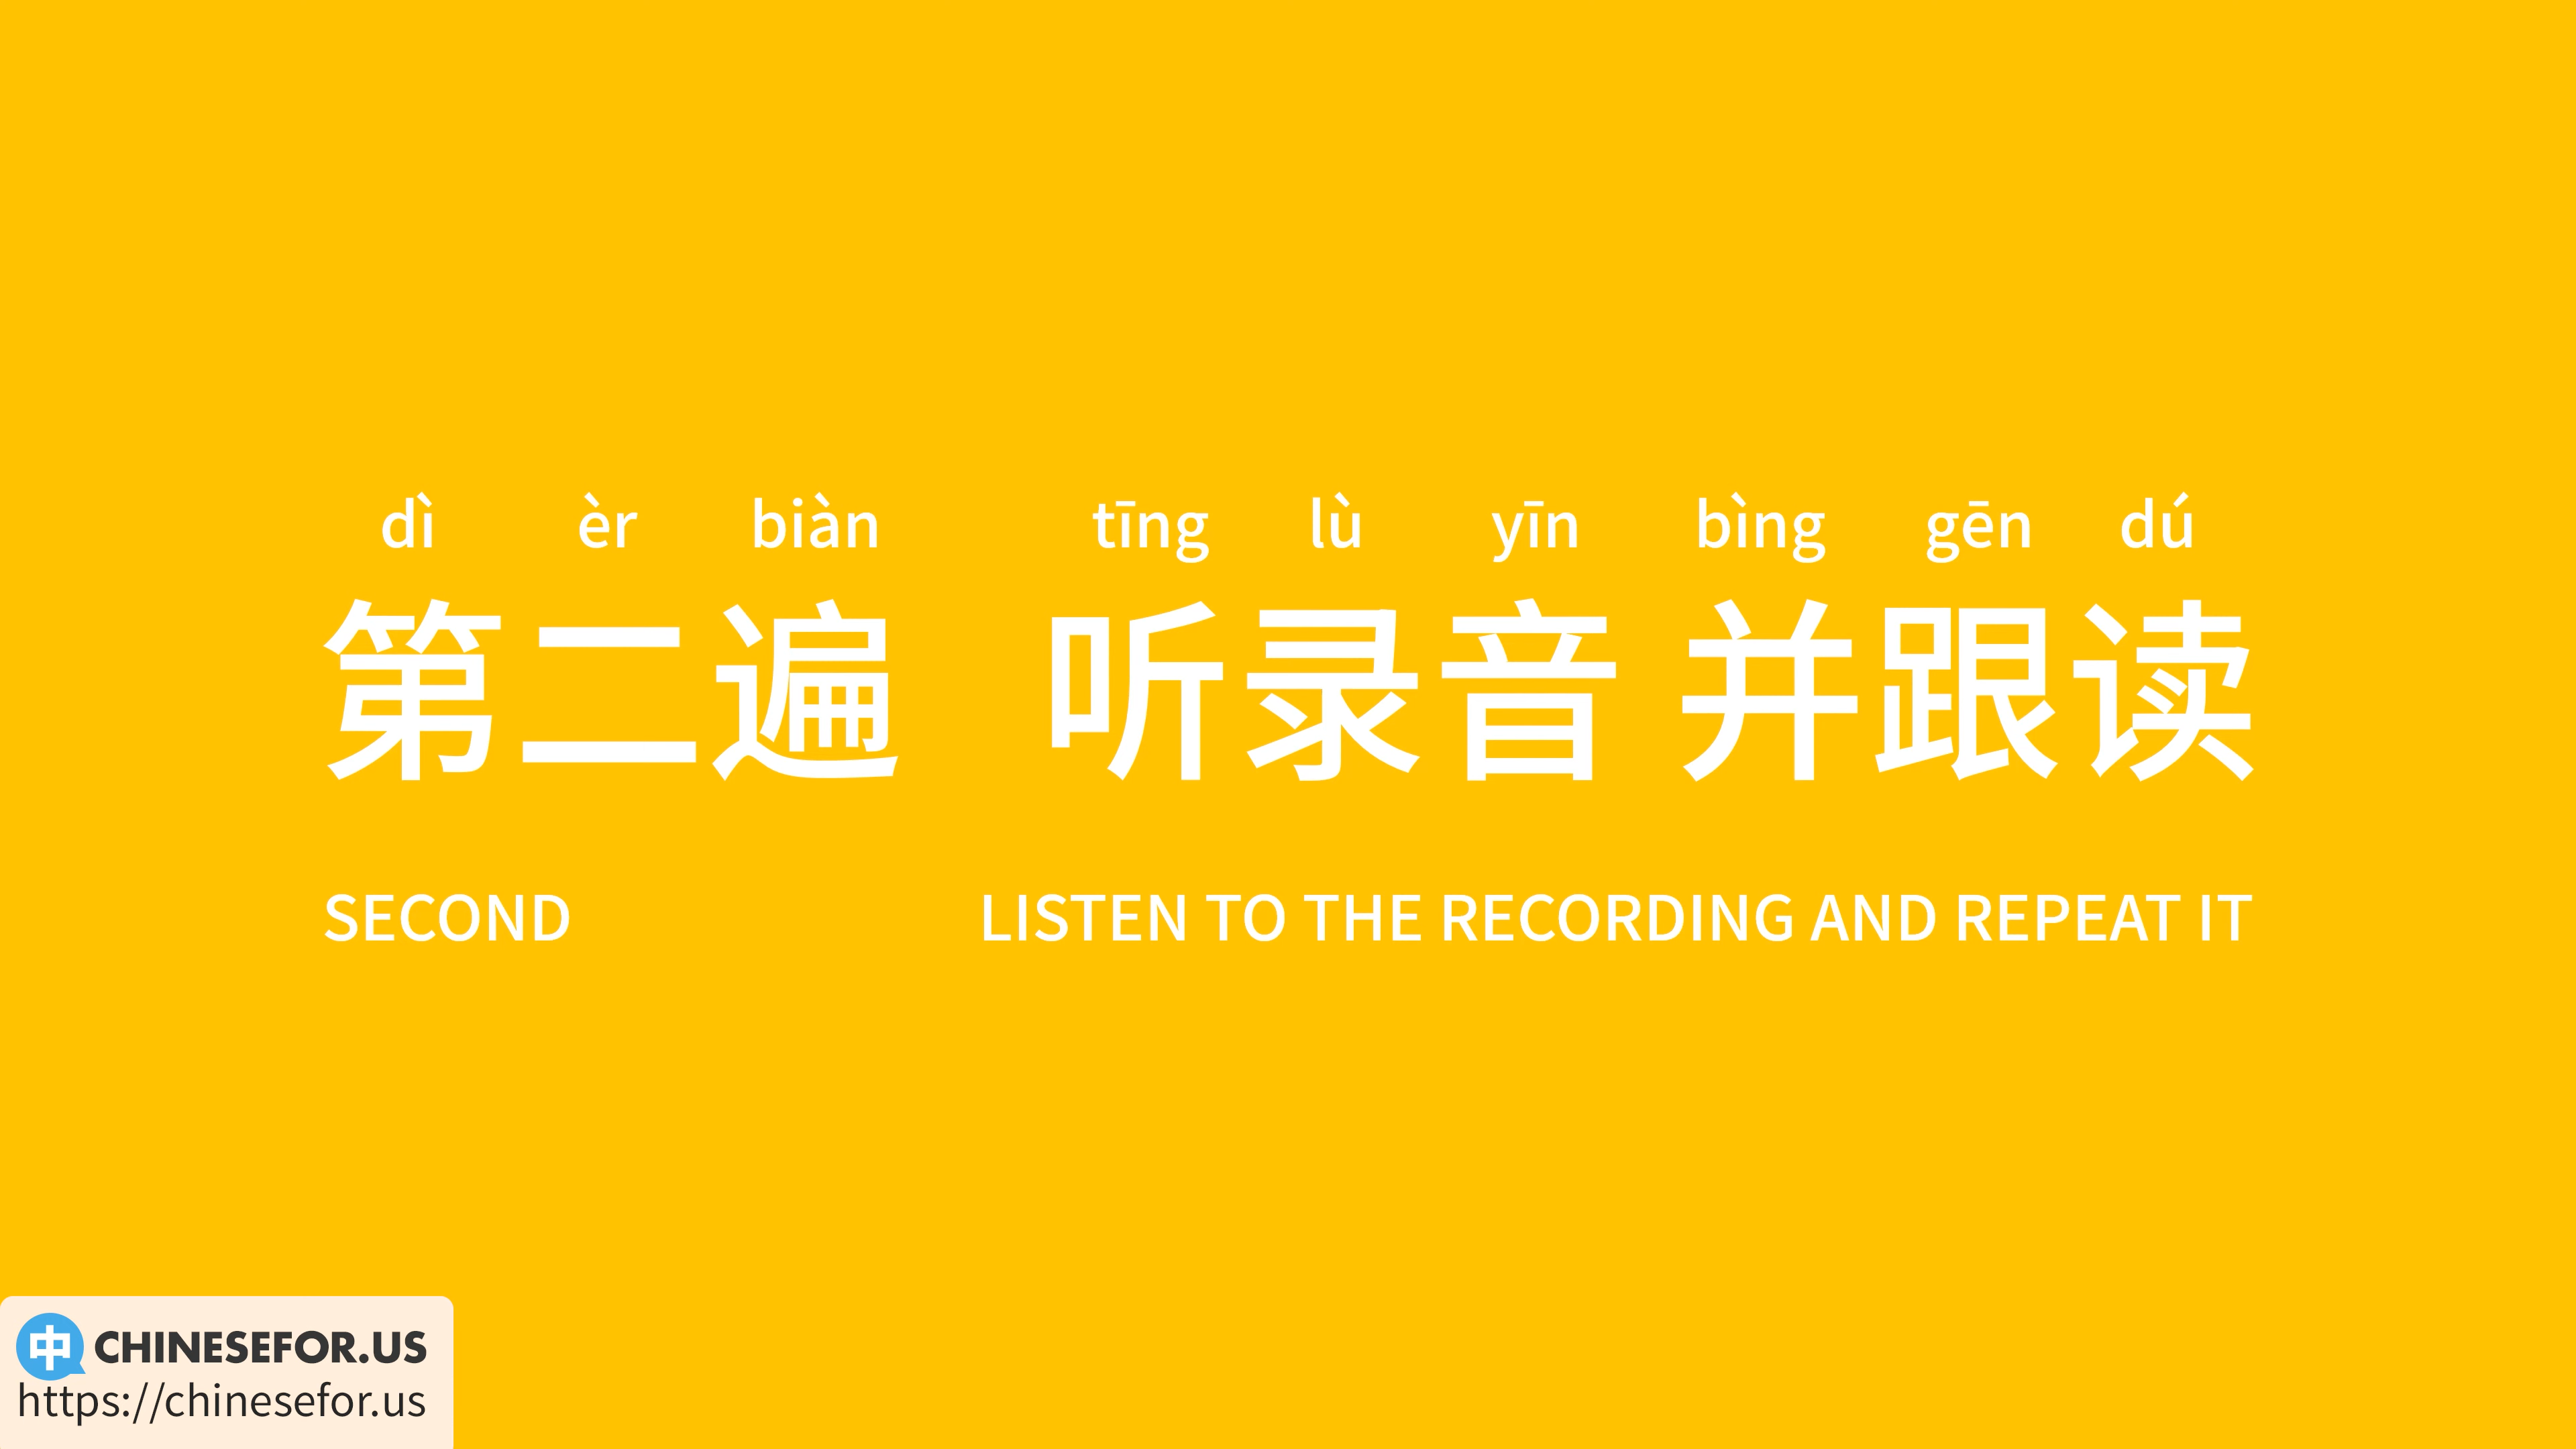 dì èr biàn tīng lù yīn bìng gēn dú
第二遍 听录音 并跟读
SECOND LISTEN TO THE RECORDING AND REPEAT IT
中 CHINESEFOR.US
https://chinesefor.us